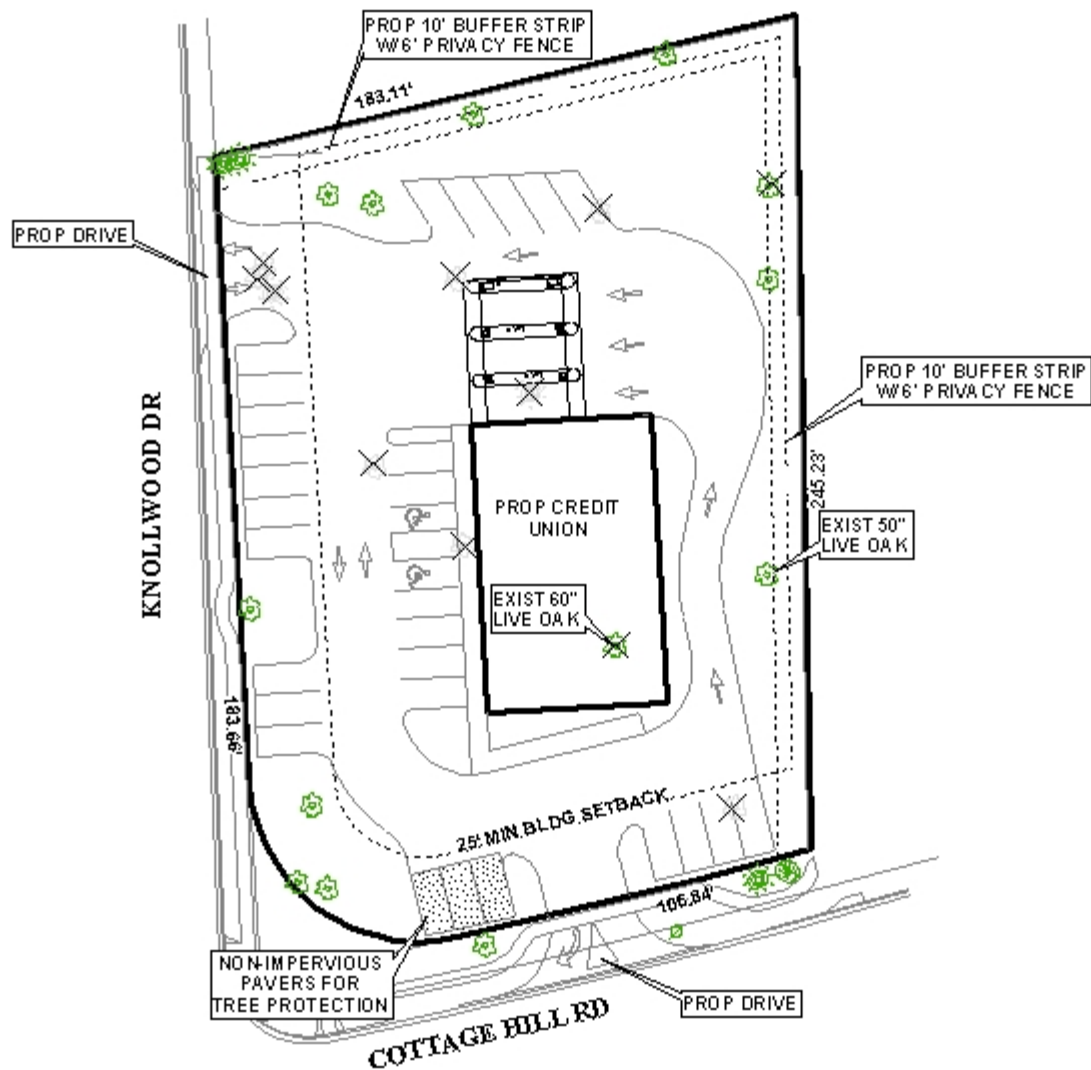 PROP 10' BUFFER STRIP
W/6' PRIVACY FENCE
183.11'
PROP DRIVE
KNOLLWOOD DR
PROP 10' BUFFER STRIP
W/6' PRIVACY FENCE
245.23'
PROP CREDIT
UNION
EXIST 50"
LIVE OAK
EXIST 60"
LIVE OAK
183.66'
25' MIN. BLDG. SETBACK
106.84'
NON-IMPERVIOUS
PAVERS FOR
TREE PROTECTION
PROP DRIVE
COTTAGE HILL RD